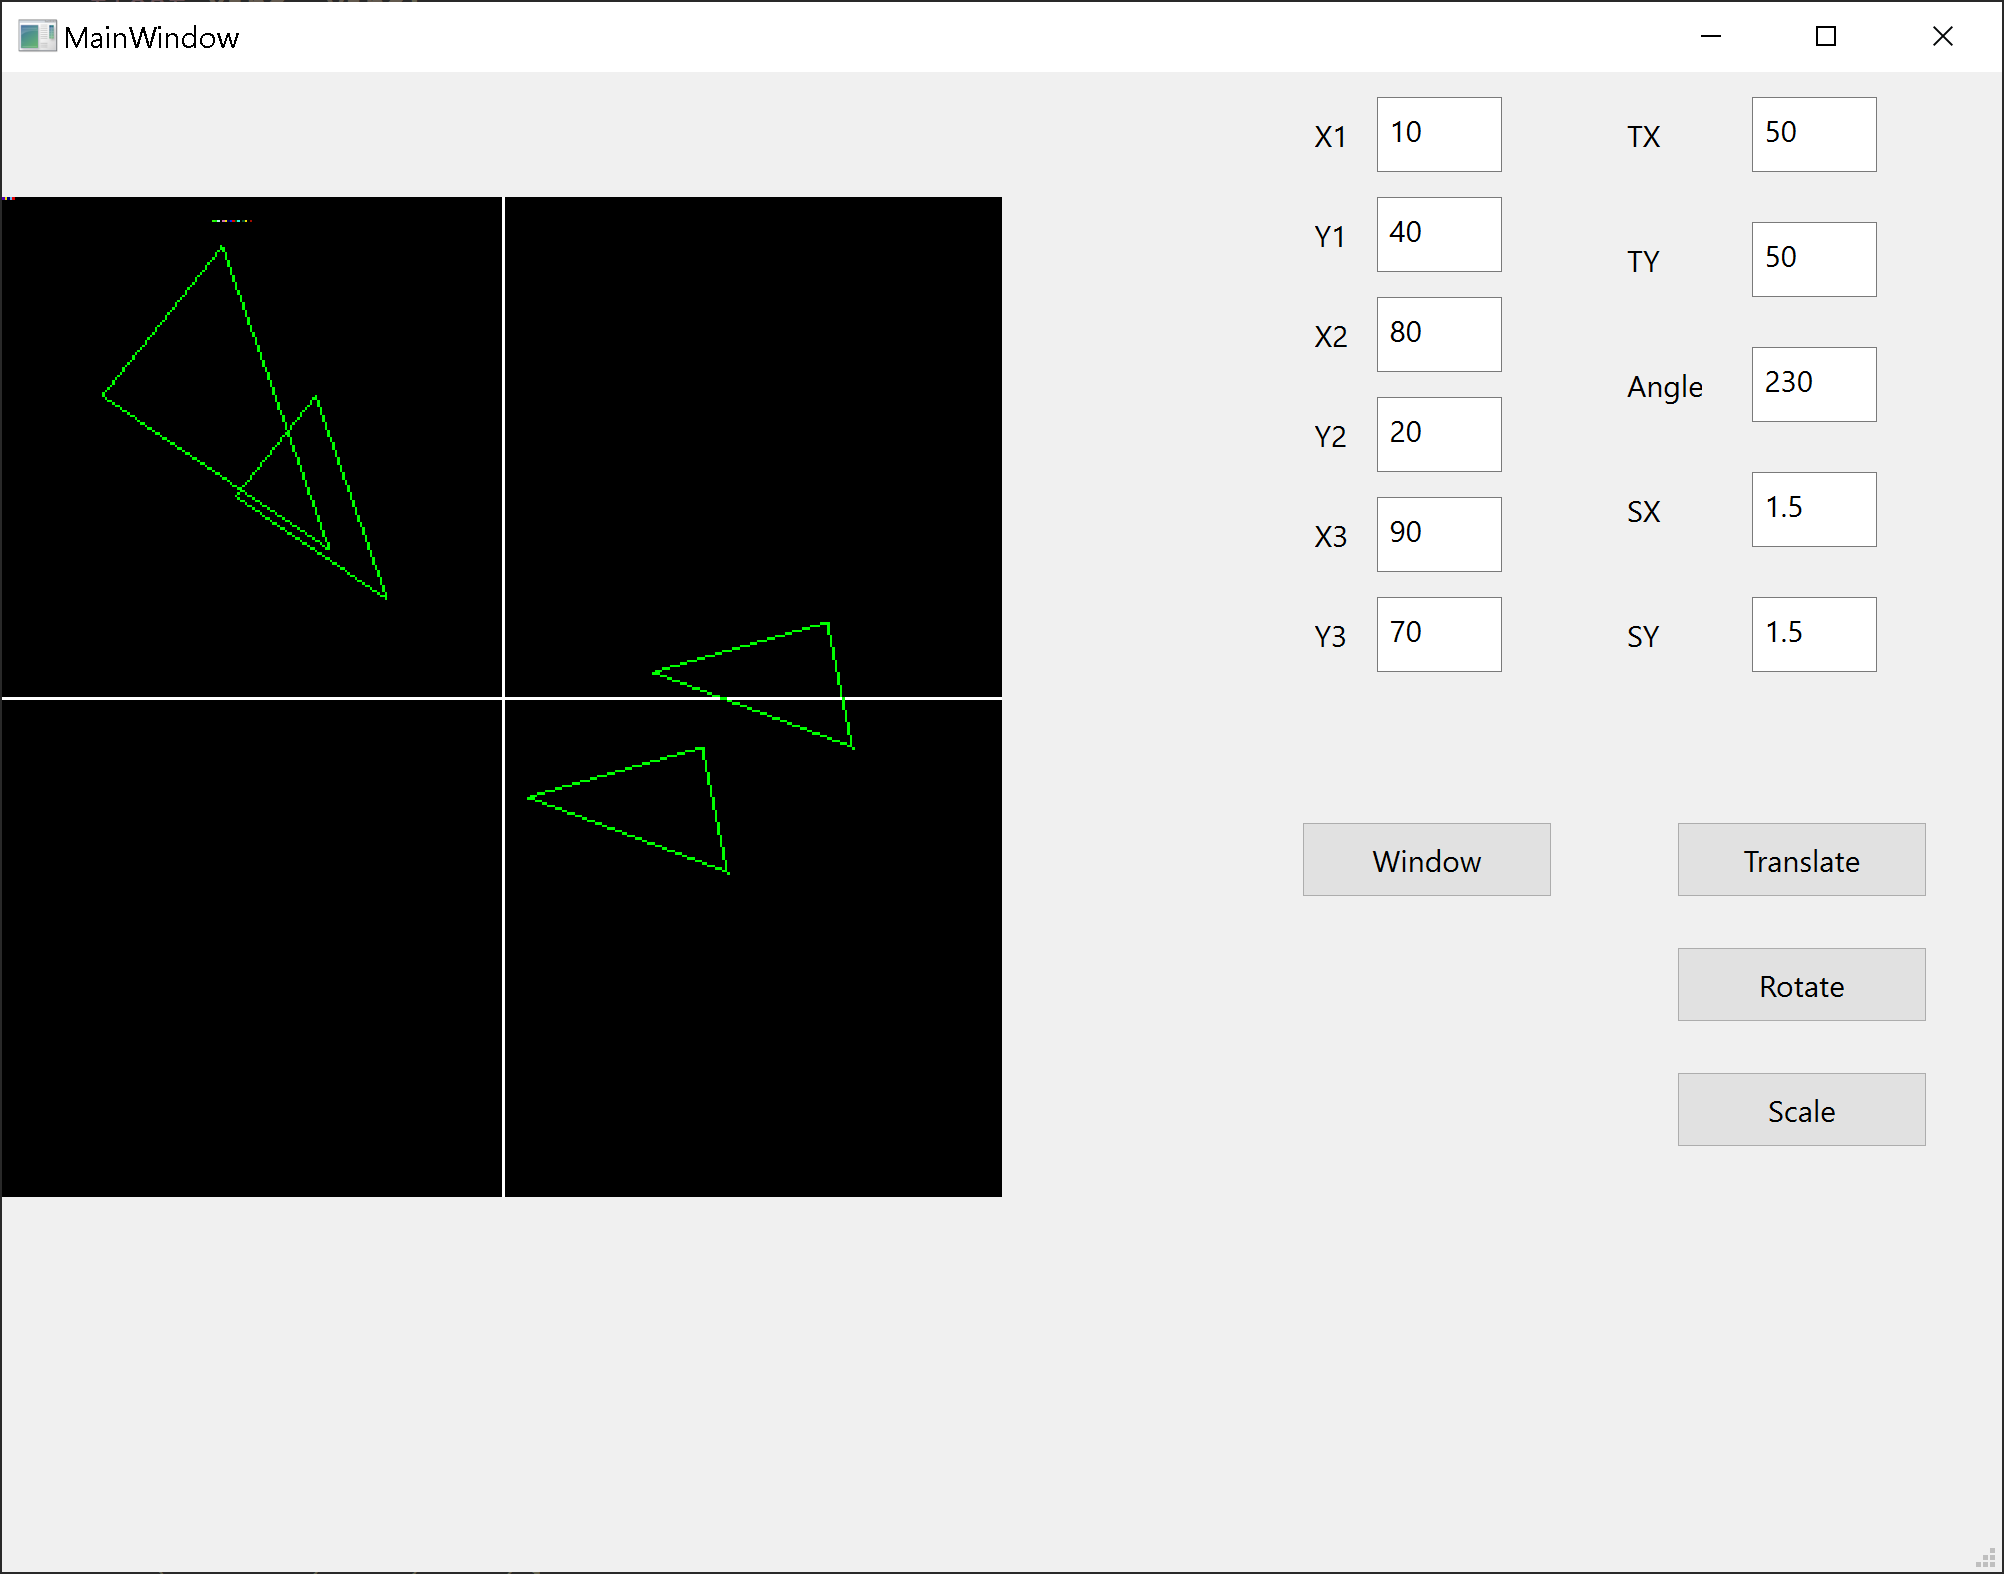 MainWindow
X1 10 TX 50
Y1 40 TY 50
X2 80
Angle 230
Y2 20
SX 1.5
X3 90
Y3 70 SY 1.5
Window Translate
Rotate
Scale